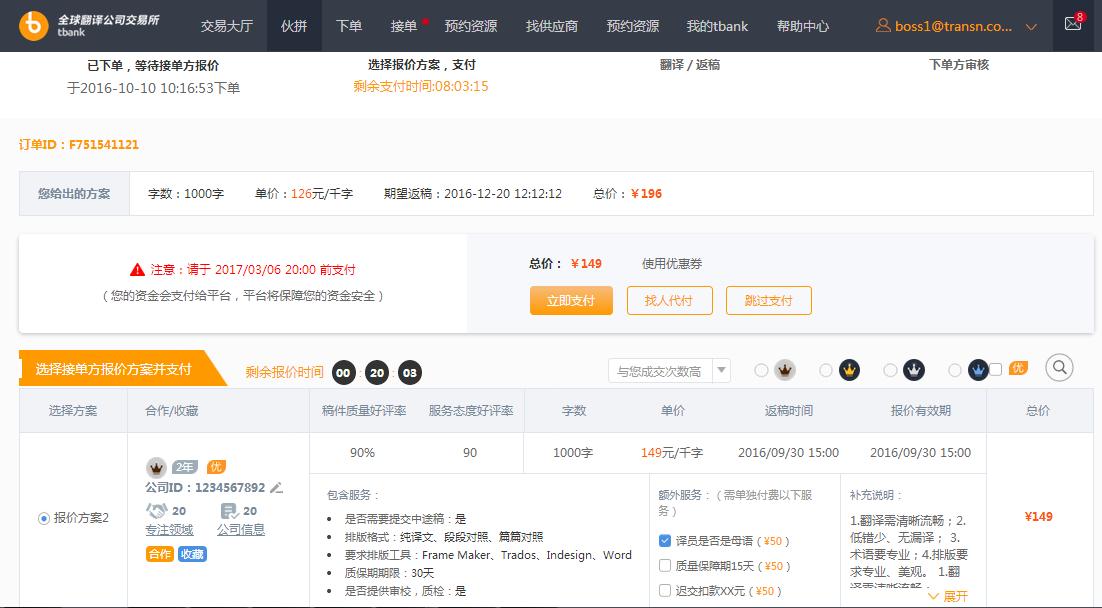 全球翻译公司交易所
tbank
交易大厅 伙拼 下单 接单 预约资源 找供应商 预约资源 我的tbank 帮助中心 boss1@transn.co... 8
已下单，等待接单方报价 选择报价方案，支付 翻译 / 返稿 下单方审核
于2016-10-10 10:16:53下单 剩余支付时间:08:03:15
订单ID：F751541121
您给出的方案 字数：1000字 单价：126元/千字 期望返稿：2016-12-20 12:12:12 总价：￥196
注意：请于 2017/03/06 20:00 前支付
（ 您的资金会支付给平台，平台将保障您的资金安全 ）
总价： ￥149 使用优惠券
立即支付 找人代付 跳过支付
选择接单方报价方案并支付 剩余报价时间 00 : 20 : 03 与您成交次数高 优
选择方案 合作/收藏 稿件质量好评率 服务态度好评率 字数 单价 返稿时间 报价有效期 总价
90% 90 1000字 149元/千字 2016/09/30 15:00 2016/09/30 15:00
报价方案2
2年 优
公司ID：1234567892
20 20
专注领域 公司信息
合作 收藏
包含服务：
• 是否需要提交中途稿：是
• 排版格式：纯译文、段段对照、篇篇对照
• 要求排版工具：Frame Maker、Trados、Indesign、Word
• 质保期期限：30天
• 是否提供审校，质检：是
额外服务：（ 需单独付费以下服
务 ）
译员是否是母语 ( ¥50 )
质量保障期15天 ( ¥50 )
迟交扣款XX元 ( ¥50 )
补充说明：
1.翻译需清晰流畅；2.
低错少、无漏译； 3.
术语要专业；4.排版要
求专业、美观。 1.翻
译需清晰流畅；
展开
￥149